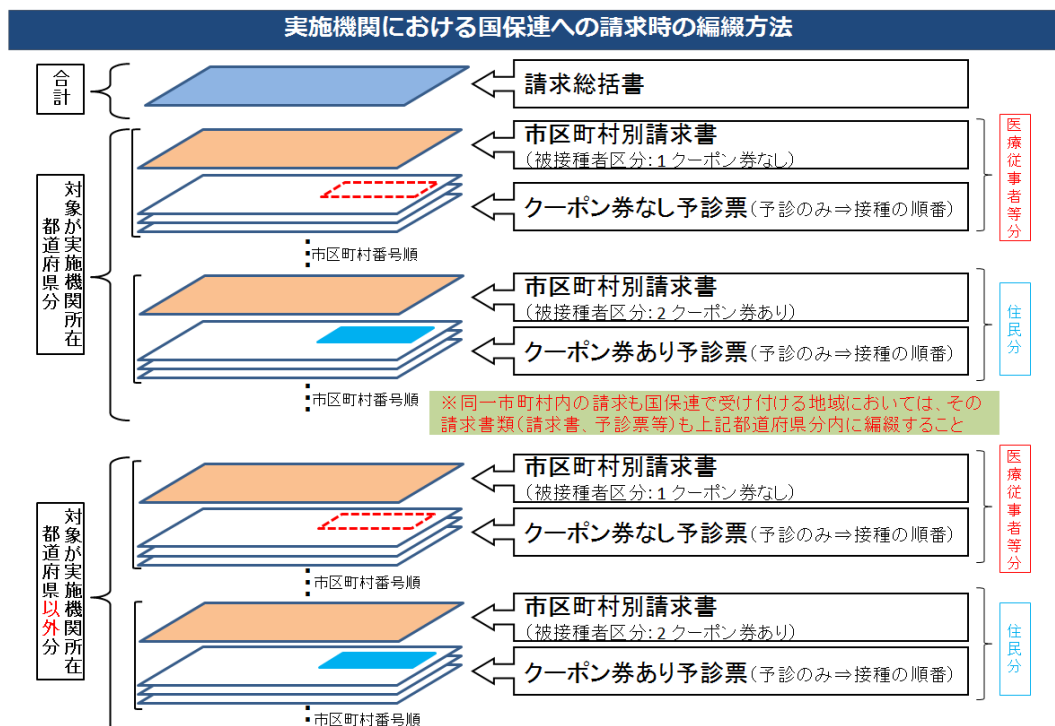 実施機関における国保連への請求時の編綴方法
合計
請求総括書
対象が実施機関所在
都道府県分
市区町村別請求書
(被接種者区分:1 クーポン券なし)
クーポン券なし予診票(予診のみ⇒接種の順番)
医療従事者等分
市区町村番号順
市区町村別請求書
(被接種者区分:2 クーポン券あり)
クーポン券あり予診票(予診のみ⇒接種の順番)
住民分
市区町村番号順
※同一市町村内の請求も国保連で受け付ける地域においては、その
請求書類(請求書、予診票等)も上記都道府県分内に編綴すること
対象が実施機関所在
都道府県以外分
市区町村別請求書
(被接種者区分:1 クーポン券なし)
クーポン券なし予診票(予診のみ⇒接種の順番)
医療従事者等分
市区町村番号順
市区町村別請求書
(被接種者区分:2 クーポン券あり)
クーポン券あり予診票(予診のみ⇒接種の順番)
住民分
市区町村番号順